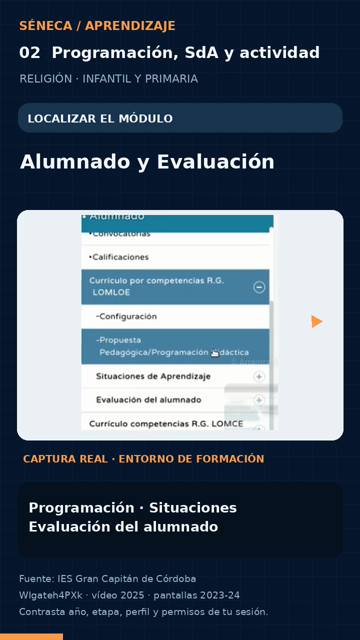 SÉNECA / APRENDIZAJE
02 Programación, SdA y actividad
RELIGIÓN · INFANTIL Y PRIMARIA
LOCALIZAR EL MÓDULO
Alumnado y Evaluación
• Alumnado
•Convocatorias
•Calificaciones
Currículo por competencias R.G.
LOMLOE
-Configuración
-Propuesta
Pedagógica/Programación Didáctica
Situaciones de Aprendizaje
Evaluación del alumnado
Currículo competencias R.G. LOMCE
CAPTURA REAL · ENTORNO DE FORMACIÓN
Programación · Situaciones
Evaluación del alumnado
Fuente: IES Gran Capitán de Córdoba
WIgateh4PXk · vídeo 2025 · pantallas 2023-24
Contrasta año, etapa, perfil y permisos de tu sesión.